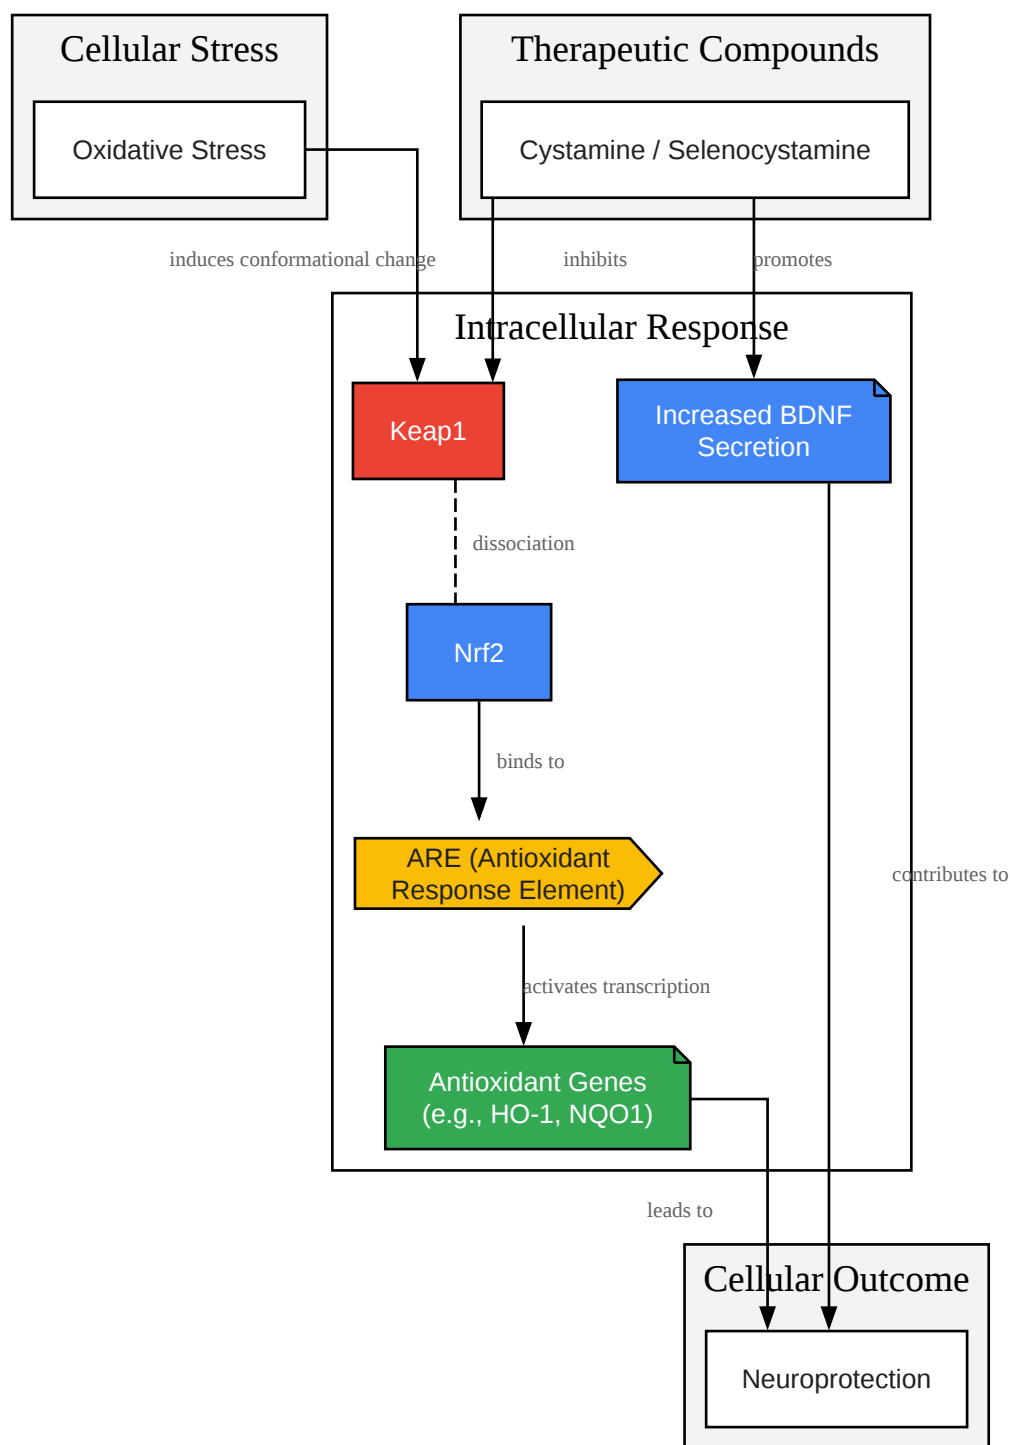 Cellular Stress
Therapeutic Compounds
Oxidative Stress
Cystamine / Selenocystamine
induces conformational change
inhibits
promotes
Intracellular Response
Keap1
Increased BDNF
Secretion
dissociation
Nrf2
binds to
ARE (Antioxidant
Response Element)
contributes to
activates transcription
Antioxidant Genes
(e.g., HO-1, NQO1)
leads to
Cellular Outcome
Neuroprotection